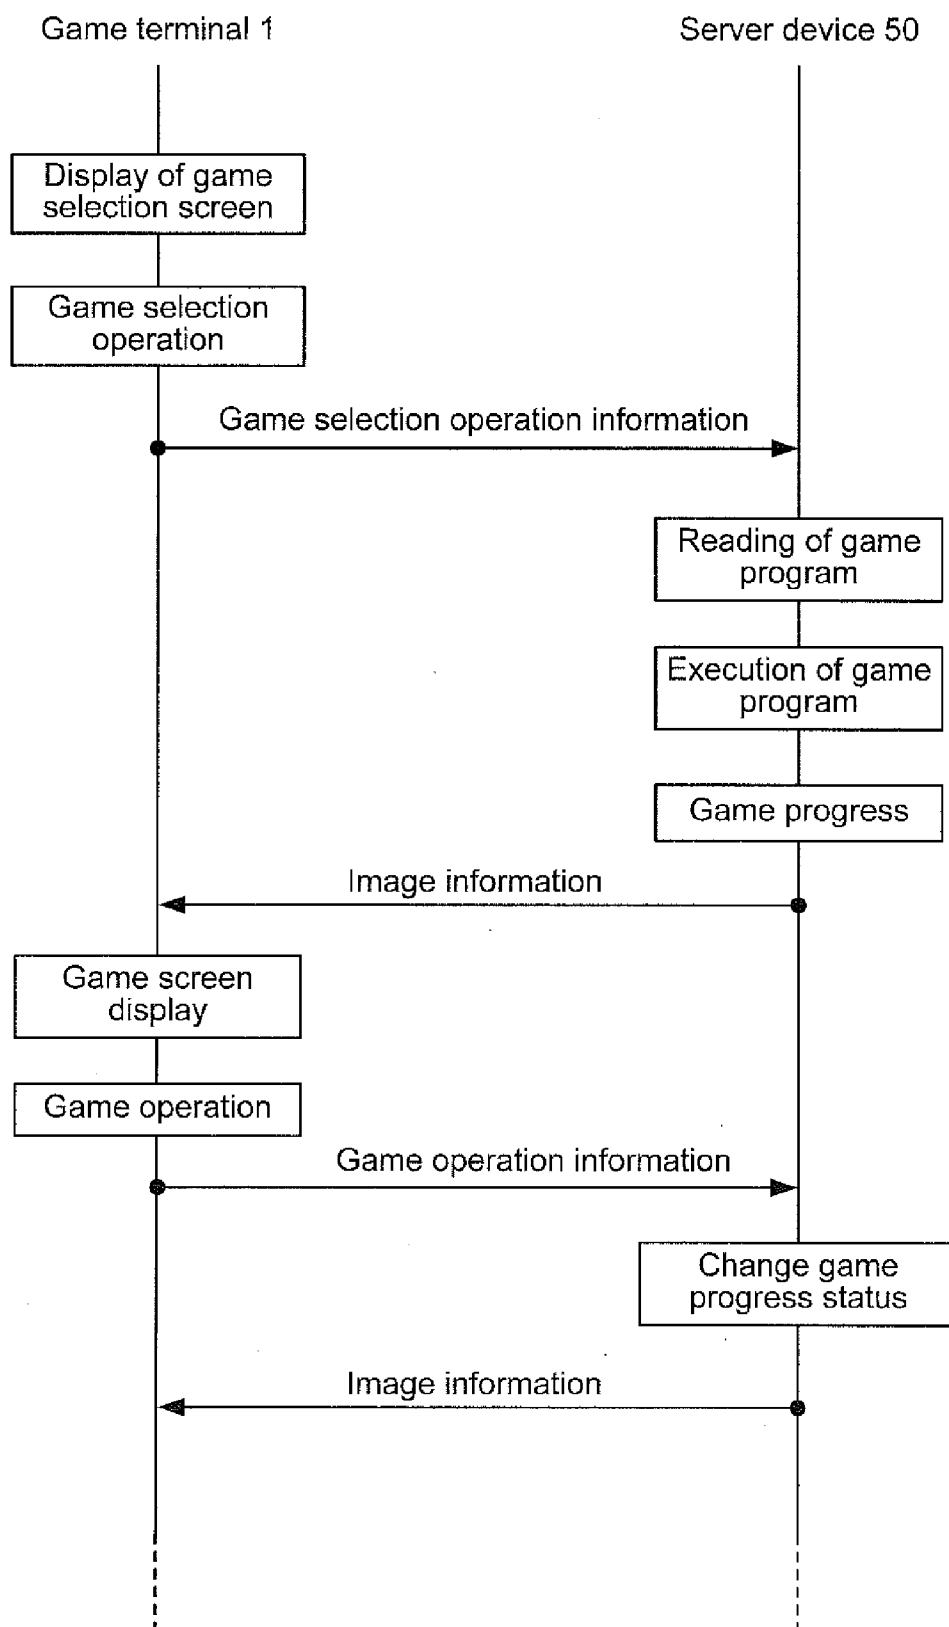 Game terminal 1
Server device 50
Display of game
selection screen
Game selection
operation
Game selection operation information
Reading of game
program
Execution of game
program
Game progress
Image information
Game screen
display
Game operation
Game operation information
Change game
progress status
Image information